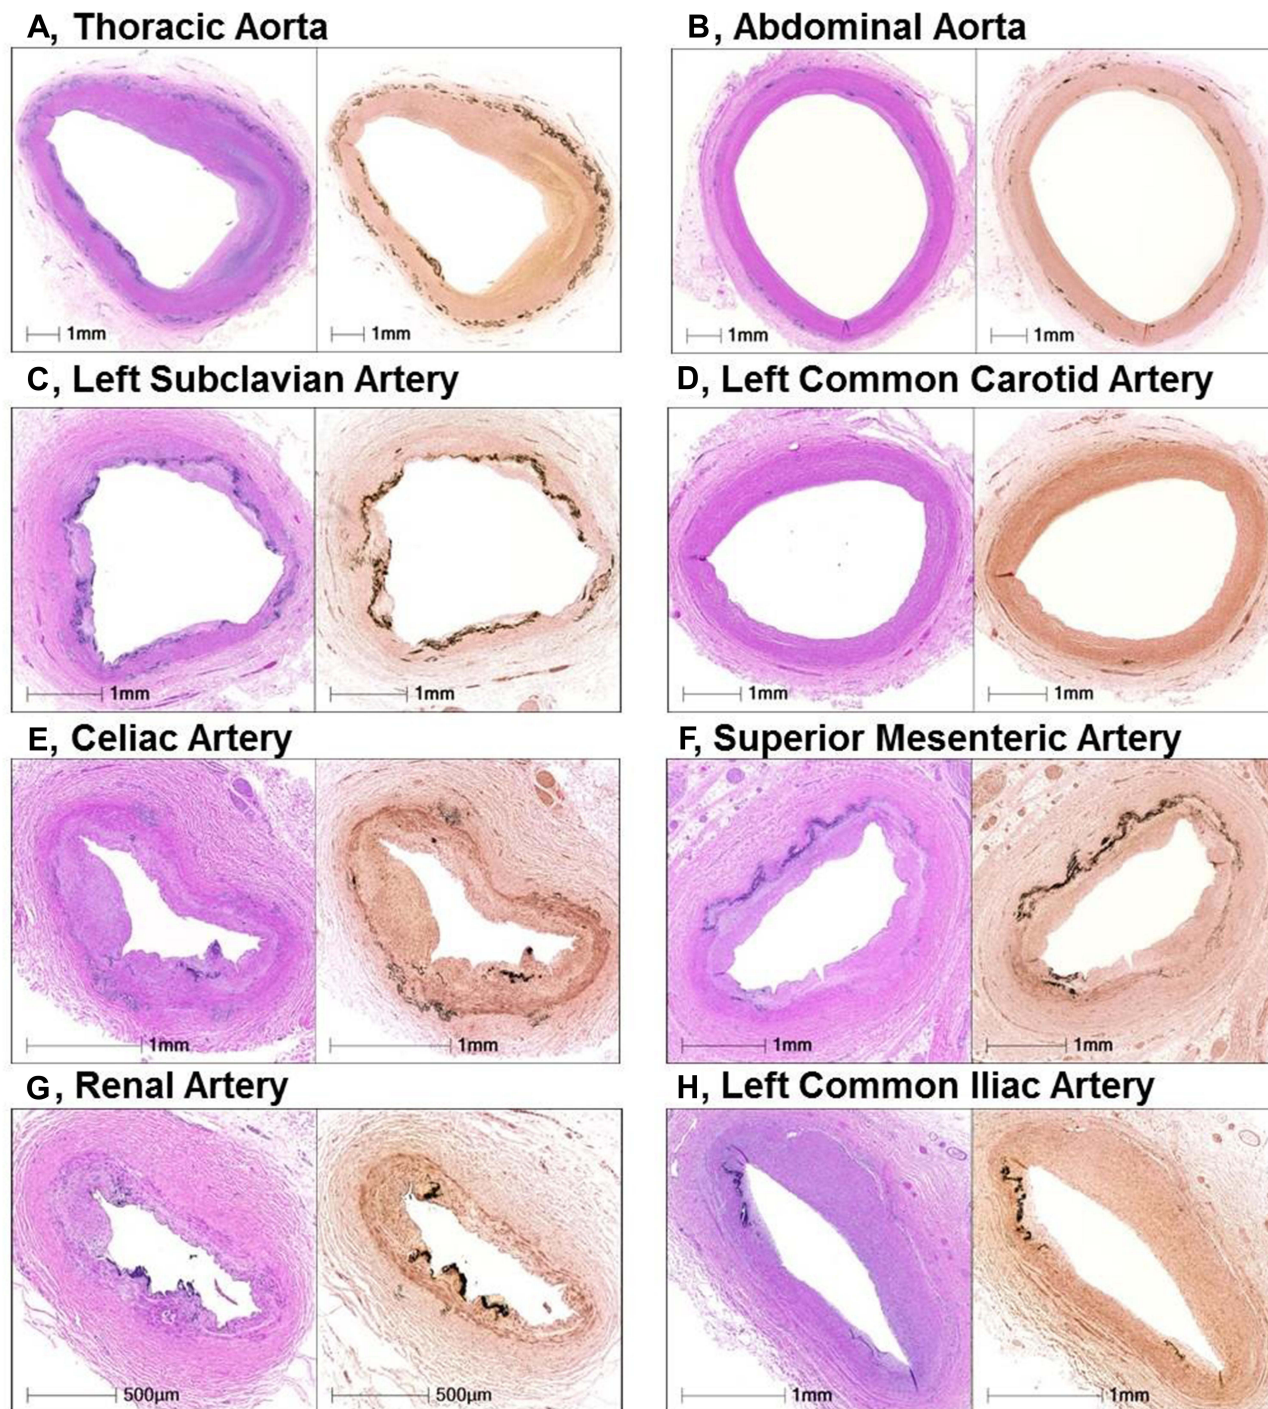 A, Thoracic Aorta
B, Abdominal Aorta
1mm
1mm
1mm
1mm
C, Left Subclavian Artery
D, Left Common Carotid Artery
1mm
1mm
1mm
1mm
E, Celiac Artery
F, Superior Mesenteric Artery
1mm
1mm
1mm
1mm
G, Renal Artery
H, Left Common Iliac Artery
500µm
500µm
1mm
1mm